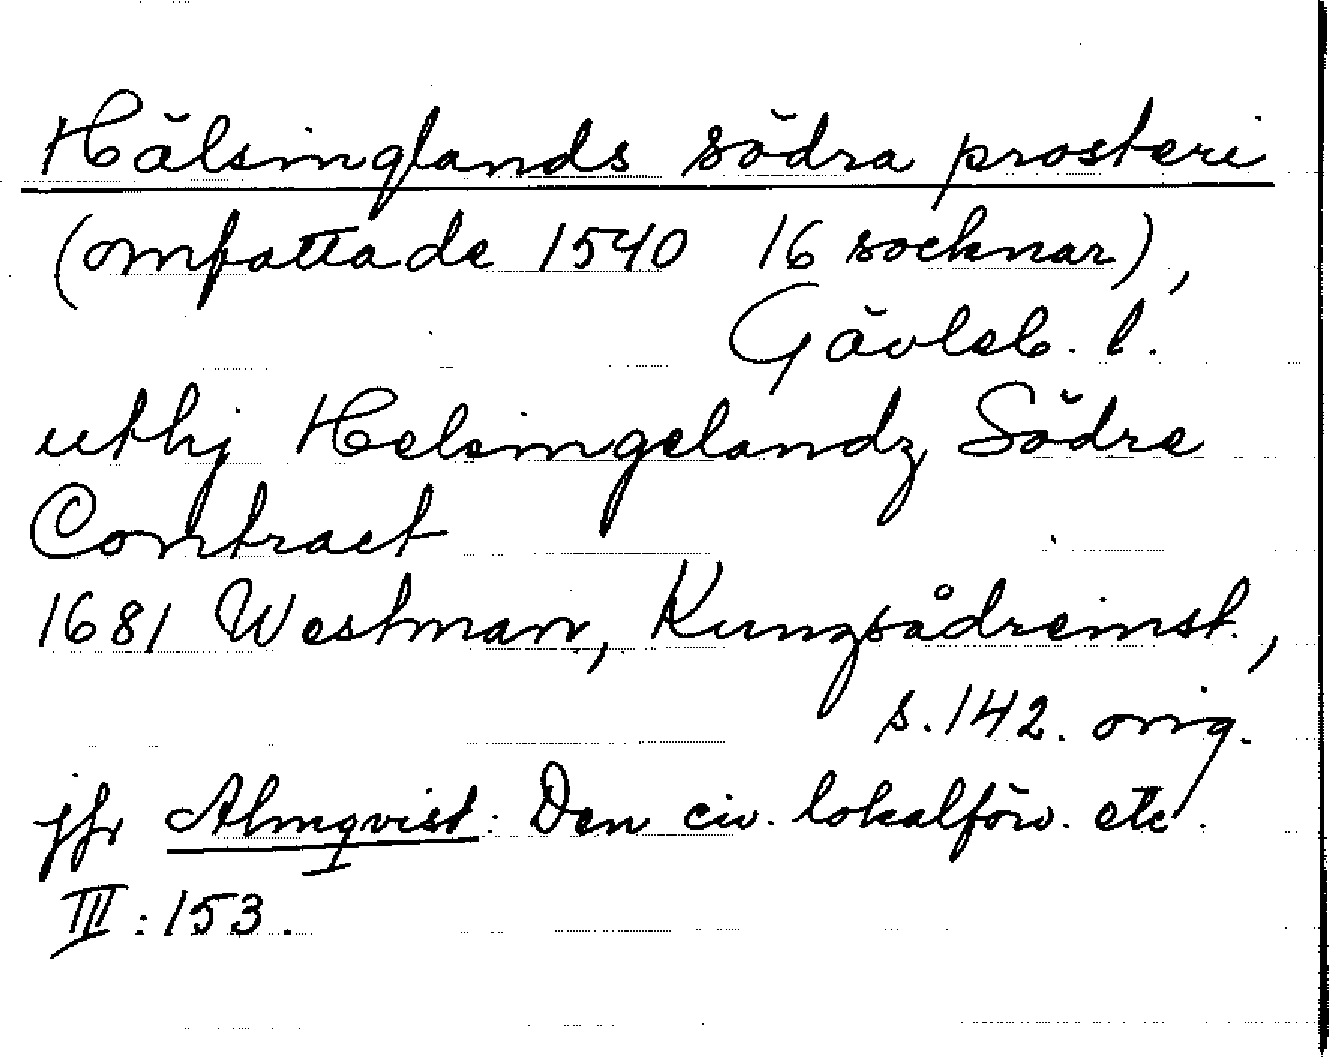 Hälsinglands södra prosteri
(omfattade 1540 16 socknar),
Gävleb. l.
uthj Helsingelandz Södre
Contract
1681 Westman, Kungsådreinst.,
s. 142. orig.
jfr Almqvist: Den civ. lokalförv. etc.
III: 153.